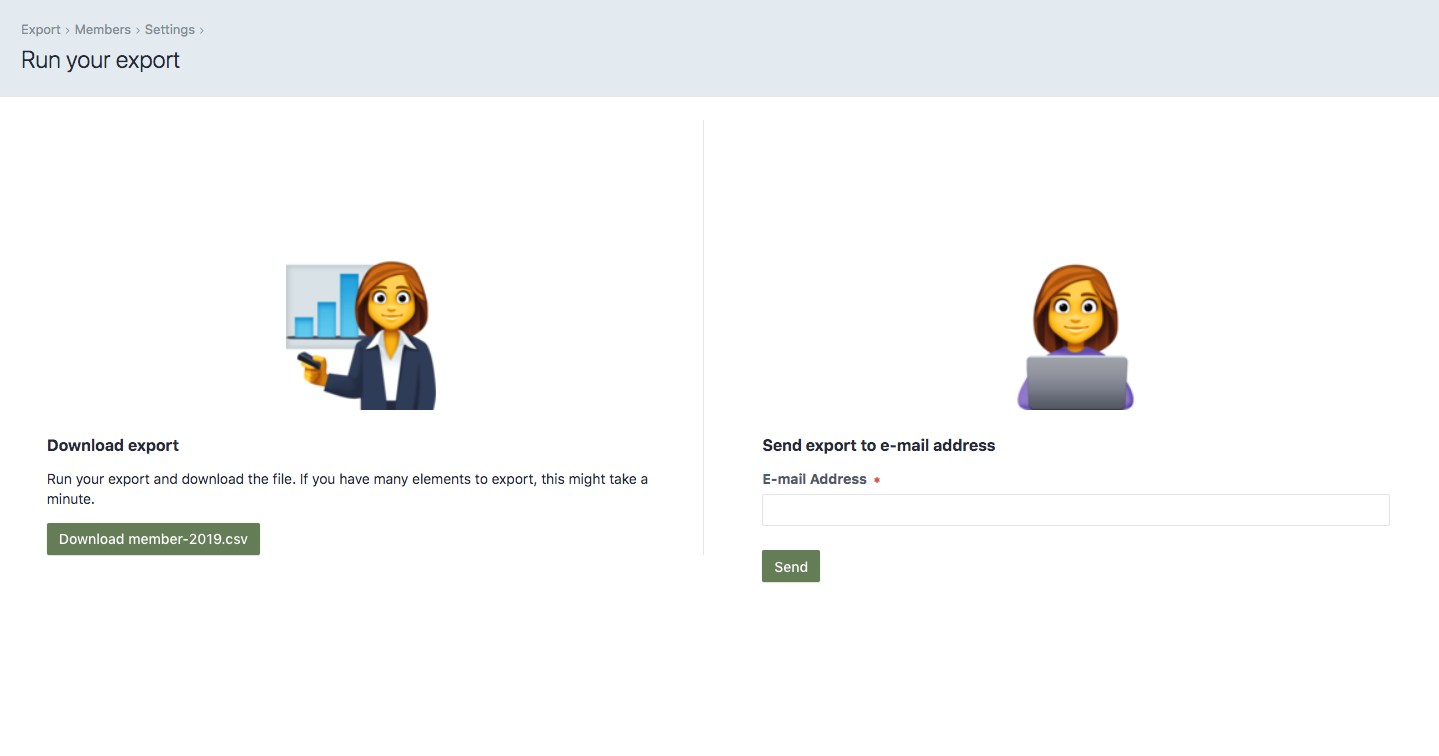 Export › Members › Settings ›
Run your export
Download export
Run your export and download the file. If you have many elements to export, this might take a
minute.
Download member-2019.csv
Send export to e-mail address
E-mail Address *
Send